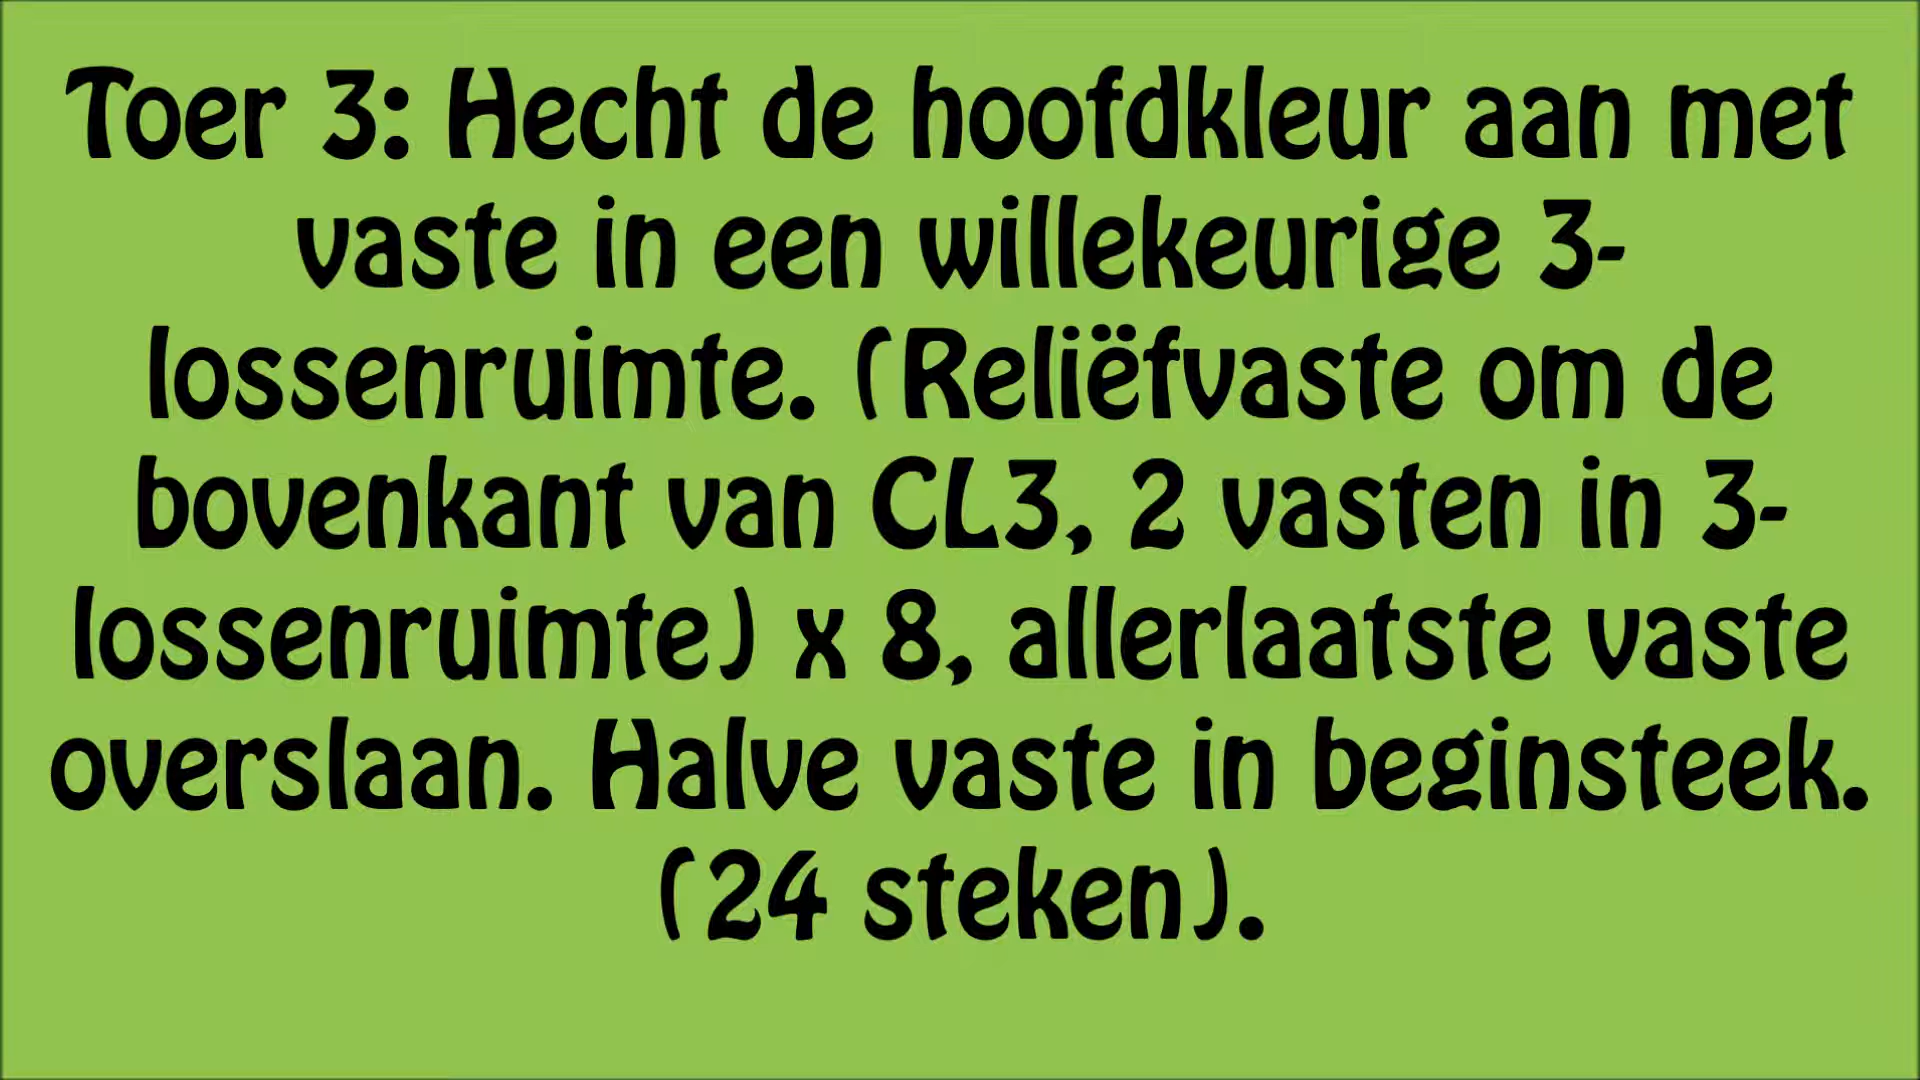 Toer 3: Hecht de hoofdkleur aan met
vaste in een willekeurige 3-
lossenruimte. (Reliëfvaste om de
bovenkant van CL3, 2 vasten in 3-
lossenruimte) x 8, allerlaatste vaste
overslaan. Halve vaste in beginsteek.
(24 steken).